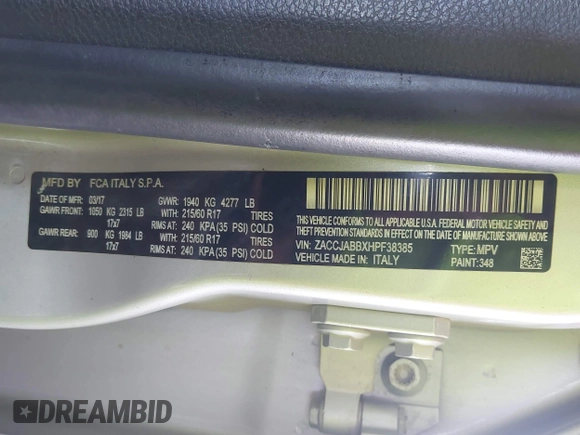 MFD BY FCA ITALY S.P.A.
DATE OF MFR: 03/17 GVWR: 1940 KG 4277 LB
GAWR FRONT: 1050 KG 2315 LB WITH: 215/60 R17 TIRES
17x7 RIMS AT: 240 KPA(35 PSI) COLD
GAWR REAR: 900 KG 1984 LB WITH: 215/60 R17 TIRES
17x7 RIMS AT: 240 KPA (35 PSI) COLD
THIS VEHICLE CONFORMS TO ALL APPLICABLE
FEDERAL MOTOR VEHICLE SAFETY, BUMPER, AND
THEFT PREVENTION STANDARDS IN EFFECT ON THE
DATE OF MANUFACTURE SHOWN ABOVE.
VIN: ZACCJABBXHPF38385 TYPE: MPV
VEHICLE MADE IN: ITALY PAINT: 348
DREAMBID